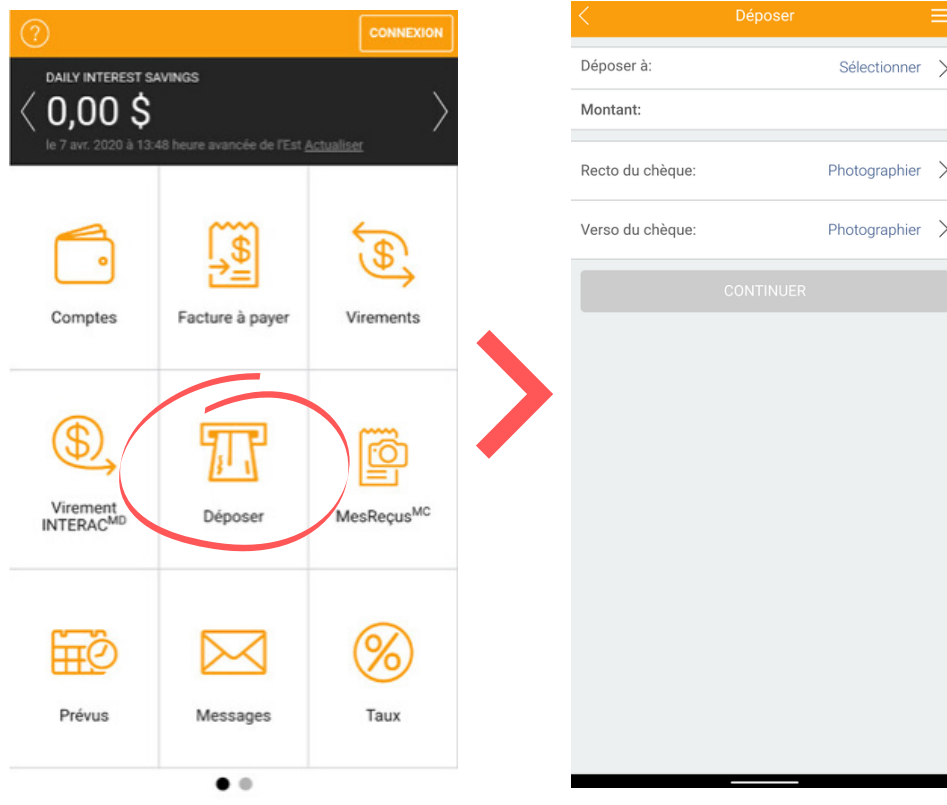 ?
CONNEXION
DAILY INTEREST SAVINGS
0,00 $
le 7 avr. 2020 à 13:48 heure avancée de l'Est Actualiser
Comptes
Facture à payer
Virements
Virement
INTERACMD
Déposer
MesReçusMC
Prévus
Messages
Taux
Déposer
Déposer à:
Sélectionner
Montant:
Recto du chèque:
Photographier
Verso du chèque:
Photographier
CONTINUER